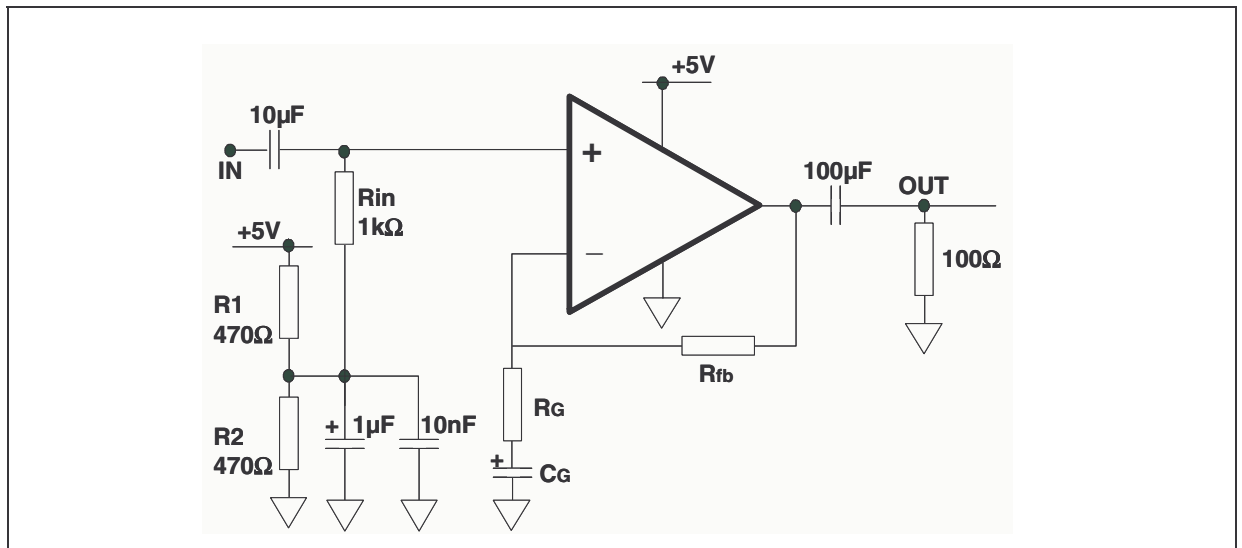 +5V
10µF
+
100µF
IN
OUT
Rin
1kΩ
+5V
−
100Ω
R1
470Ω
Rfb
RG
R2
470Ω
+ 1µF
10nF
+
CG